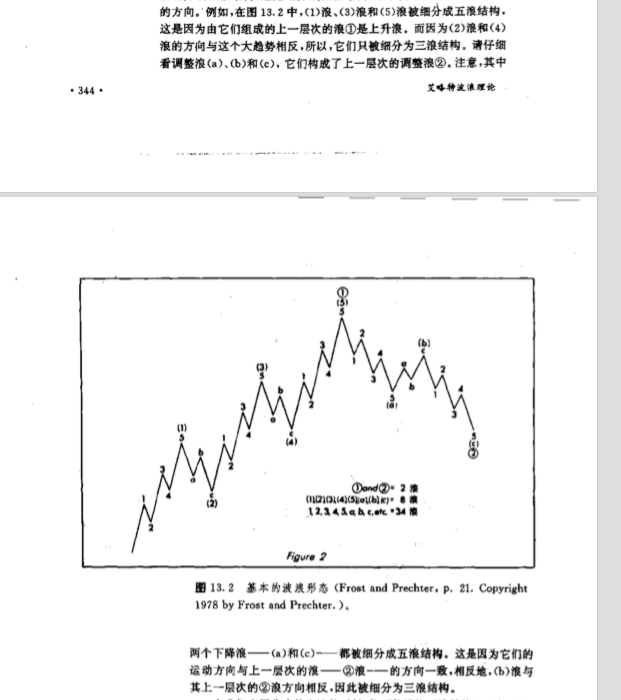 的方向。例如,在图 13.2 中,(1)浪、(3)浪和(5)浪被细分成五浪结构,
这是因为由它们组成的上一层次的浪①是上升浪。而因为(2)浪和(4)
浪的方向与这个大趋势相反,所以,它们只被细分为三浪结构。请仔细
看调整浪(a)、(b)和(c),它们构成了上一层次的调整浪②。注意,其中
·344·
艾略特波浪理论
①
(5)
5
3
4
1
2
(3)
5
3
4
1
2
(1)
5
3
4
1
2
a
b
c
(2)
a
b
c
(4)
1
2
3
4
5
(a)
a
b
(b)
c
1
2
3
4
5
(c)
②
①and②= 2 浪
(1)(2)(3)(4)(5)(a)(b)(c)= 8 浪
1,2,3,4,5,a,b,c,etc. =34 浪
Figure 2
图 13.2 基本的波浪形态 (Frost and Prechter, p. 21. Copyright
1978 by Frost and Prechter.)。
两个下降浪——(a)和(c)——都被细分成五浪结构。这是因为它们的
运动方向与上一层次的浪——②浪——的方向一致,相反地,(b)浪与
其上一层次的②浪方向相反,因此被细分为三浪结构。